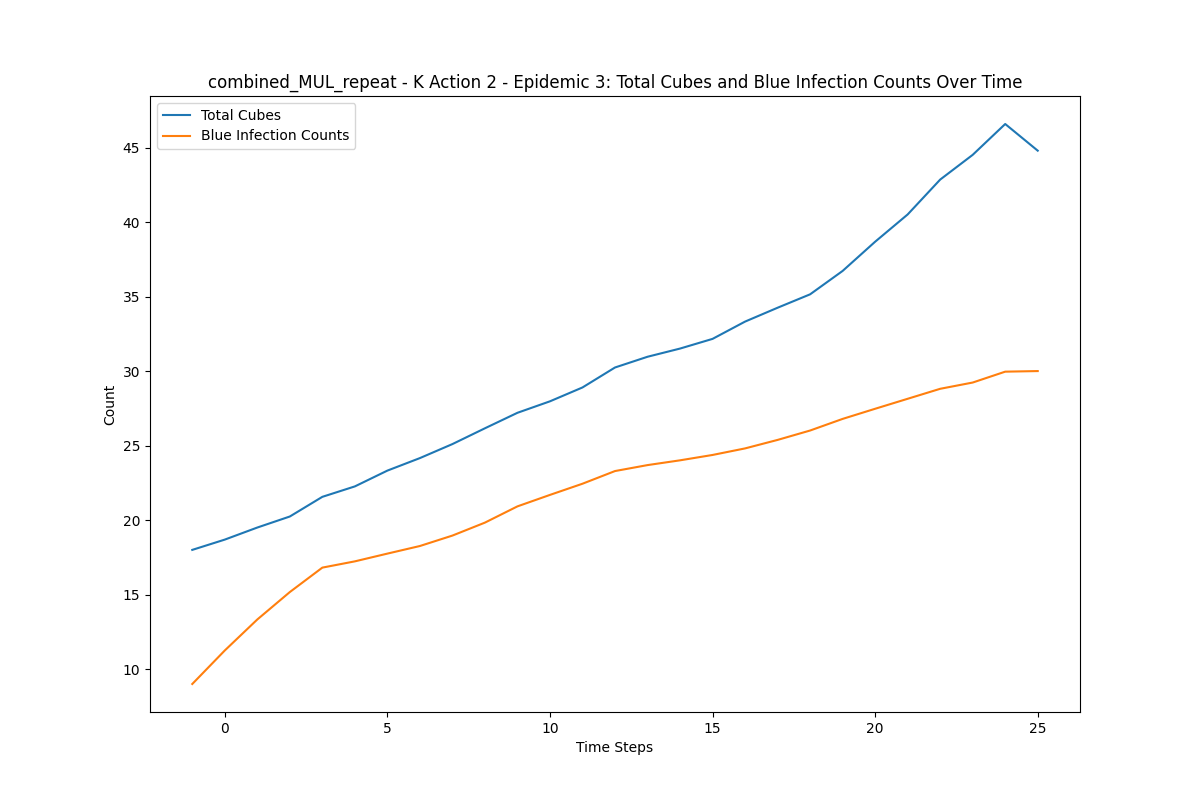 combined_MUL_repeat - K Action 2 - Epidemic 3: Total Cubes and Blue Infection Counts Over Time
Total Cubes
Blue Infection Counts
45
40
35
30
25
20
15
10
Count
0 5 10 15 20 25
Time Steps